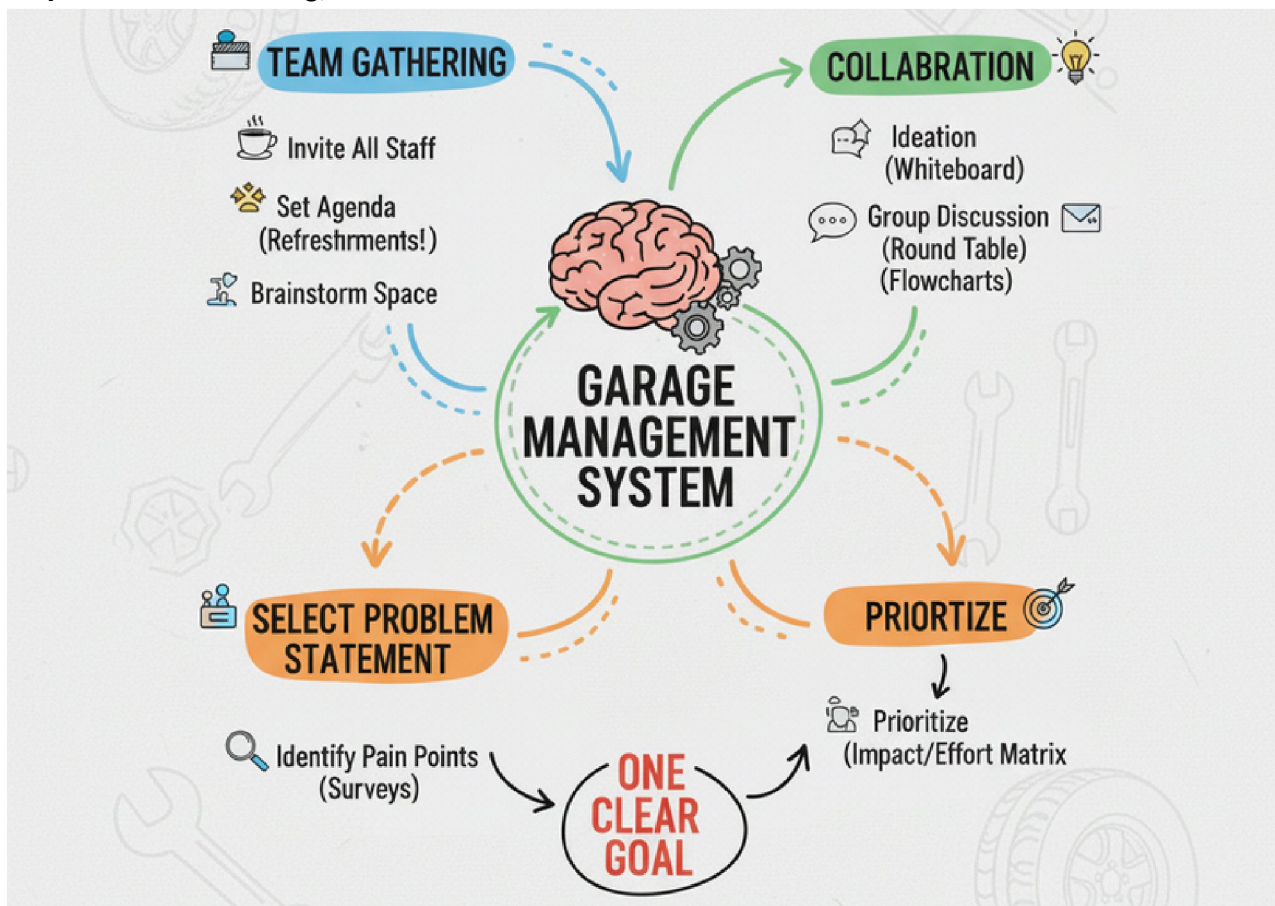 TEAM GATHERING
Invite All Staff
Set Agenda
(Refreshrments!)
Brainstorm Space
COLLABRATION
Ideation
(Whiteboard)
Group Discussion
(Round Table)
(Flowcharts)
GARAGE
MANAGEMENT
SYSTEM
SELECT PROBLEM
STATEMENT
Identify Pain Points
(Surveys)
ONE
CLEAR
GOAL
PRIORTIZE
Prioritize
(Impact/Effort Matrix